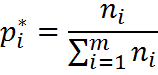 p_i^* = \frac{n_i}{\sum_{i=1}^{m} n_i}